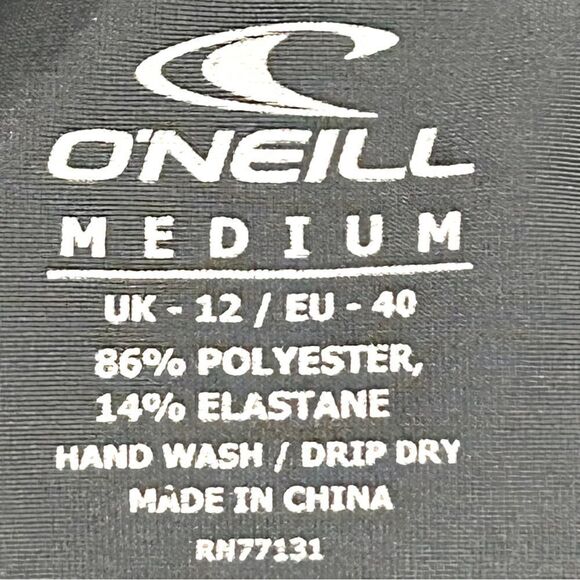 O'NEILL
MEDIUM
UK - 12 / EU - 40
86% POLYESTER,
14% ELASTANE
HAND WASH / DRIP DRY
MADE IN CHINA
RN77131